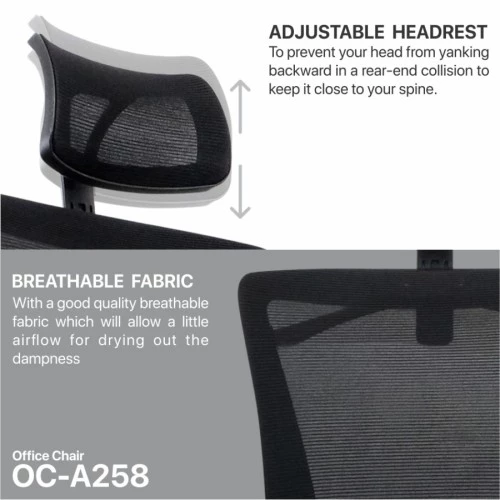 ADJUSTABLE HEADREST
To prevent your head from yanking
backward in a rear-end collision to
keep it close to your spine.
BREATHABLE FABRIC
With a good quality breathable
fabric which will allow a little
airflow for drying out the
dampness
Office Chair
OC-A258